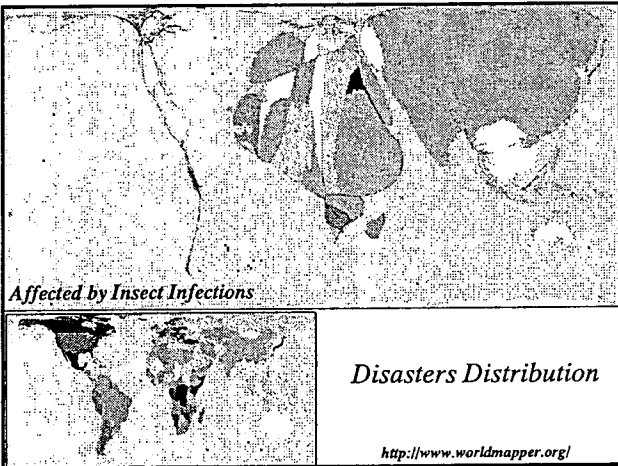 Affected by Insect Infections
Disasters Distribution
http://www.worldmapper.org/